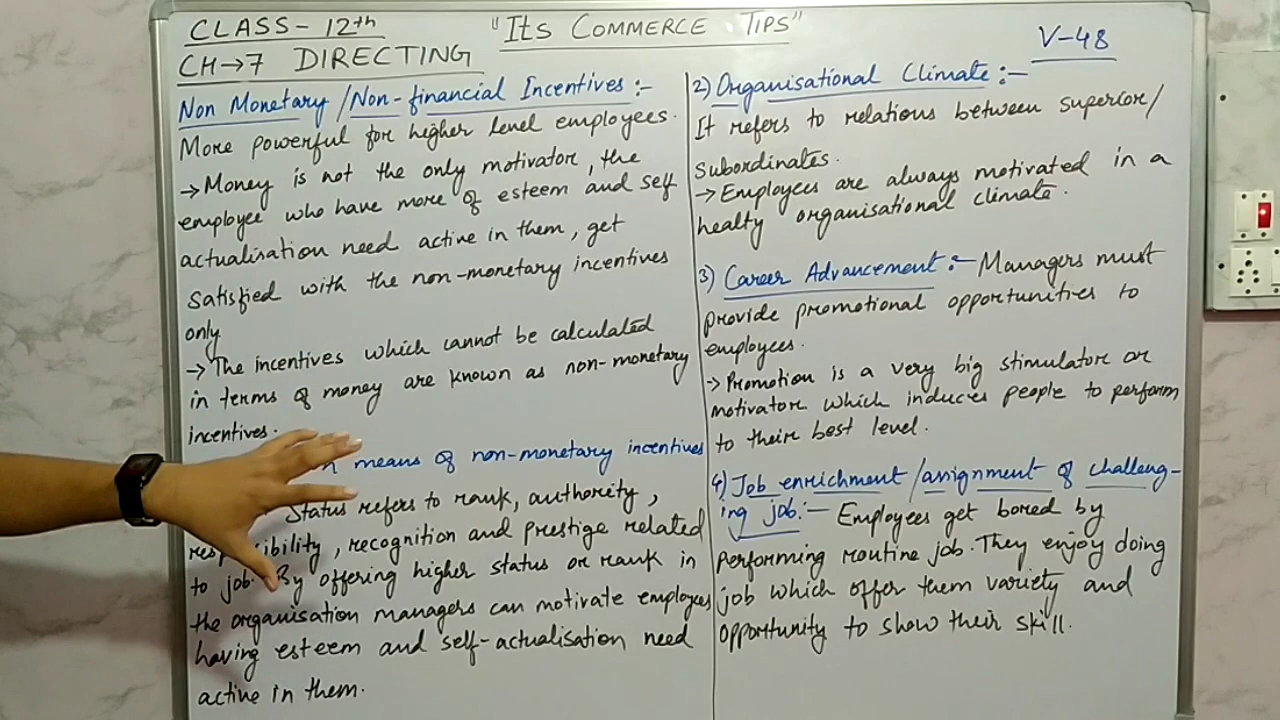 CLASS- 12th
"Its COMMERCE TIPS"
V-48
CH→7 DIRECTING
Non Monetary /Non-financial Incentives :-
More powerful for higher level employees.
→Money is not the only motivator, the
employee who have more of esteem and self
actualisation need active in them, get
satisfied with the non-monetary incentives
only
→The incentives which cannot be calculated
in terms of money are known as non-monetary
incentives.
means of non-monetary incentives
Status refers to rank, authority,
, recognition and prestige related
to job. By offering higher status or rank in
the organisation managers can motivate employees
having esteem and self-actualisation need
active in them.
2) Organisational Climate :-
It refers to relations between superior/
subordinates.
→Employees are always motivated in a
healty organisational climate.
3) Career Advancement :- Managers must
provide promotional opportunities to
employees.
→Promotion is a very big stimulator or
motivator which induces people to perform
to their best level.
4) Job enrichment /assignment of challeng-
ing job:- Employees get bored by
performing routine job. They enjoy doing
job which offer them variety and
opportunity to show their skill.